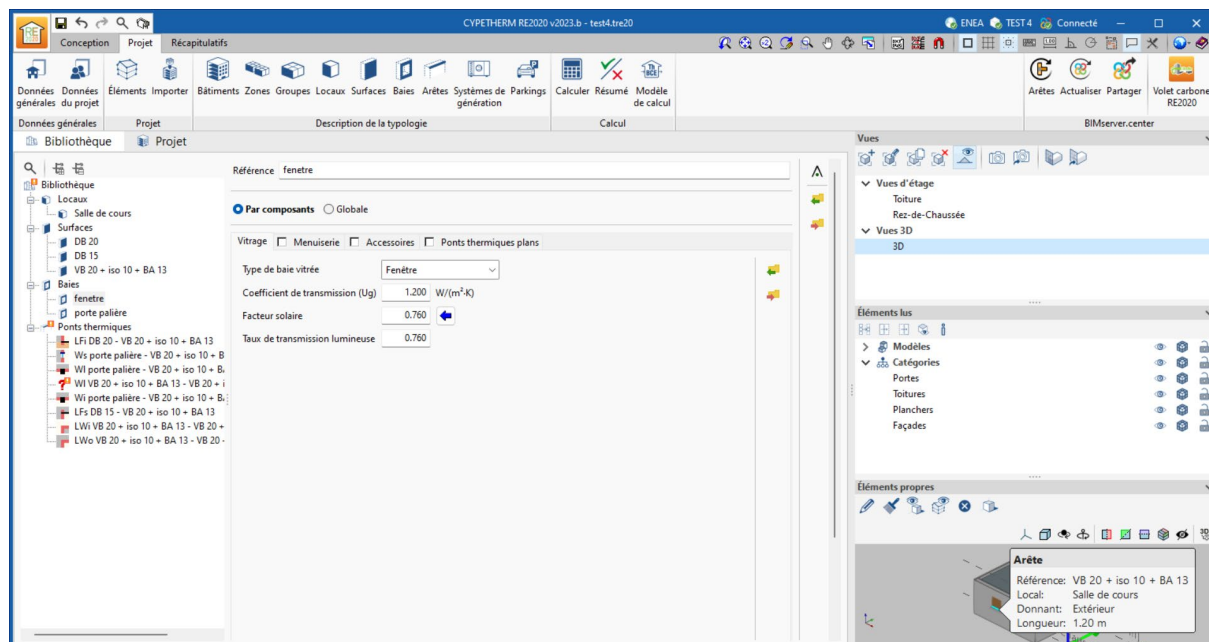 CYPETHERM RE2020 v2023.b - test4.tre20
ENEA TEST 4 Connecté
RE
Conception Projet Récapitulatifs
Données générales
Données du projet
Éléments
Importer
Bâtiments
Zones
Groupes
Locaux
Surfaces
Baies
Arêtes
Systèmes de génération
Parkings
Calculer
Résumé
Modèle de calcul
Arêtes
Actualiser
Partager
Volet carbone RE2020
Données générales Projet Description de la typologie Calcul BIMserver.center
Bibliothèque Projet
Bibliothèque
Locaux
Salle de cours
Surfaces
DB 20
DB 15
VB 20 + iso 10 + BA 13
Baies
fenetre
porte palière
Ponts thermiques
LFi DB 20 - VB 20 + iso 10 + BA 13
Ws porte palière - VB 20 + iso 10 + B
WI porte palière - VB 20 + iso 10 + B
WI VB 20 + iso 10 + BA 13 - VB 20 + i
Wi porte palière - VB 20 + iso 10 + B
LFs DB 15 - VB 20 + iso 10 + BA 13
LWi VB 20 + iso 10 + BA 13 - VB 20 +
LWo VB 20 + iso 10 + BA 13 - VB 20 -
Référence fenetre
Par composants Globale
Vitrage Menuiserie Accessoires Ponts thermiques plans
Type de baie vitrée Fenêtre
Coefficient de transmission (Ug) 1.200 W/(m²·K)
Facteur solaire 0.760
Taux de transmission lumineuse 0.760
Vues
Vues d'étage
Toiture
Rez-de-Chaussée
Vues 3D
3D
Éléments lus
Modèles
Catégories
Portes
Toitures
Planchers
Façades
Éléments propres
3D
Arête
Référence: VB 20 + iso 10 + BA 13
Local: Salle de cours
Donnant: Extérieur
Longueur: 1.20 m